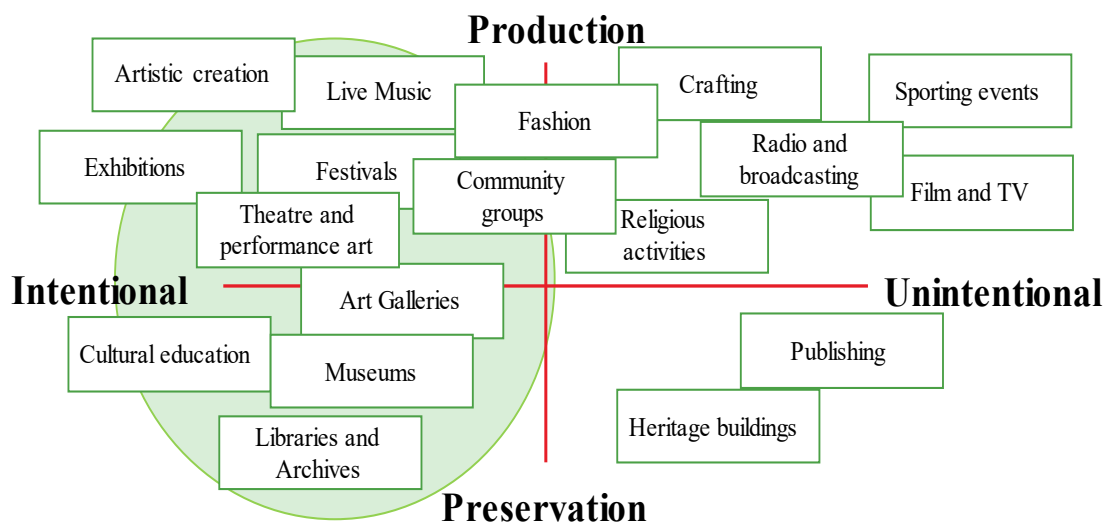 Production
Artistic creation
Live Music
Crafting
Sporting events
Fashion
Exhibitions
Festivals
Radio and
broadcasting
Community
groups
Film and TV
Theatre and
performance art
Religious
activities
Intentional
Art Galleries
Unintentional
Cultural education
Museums
Publishing
Libraries and
Archives
Heritage buildings
Preservation